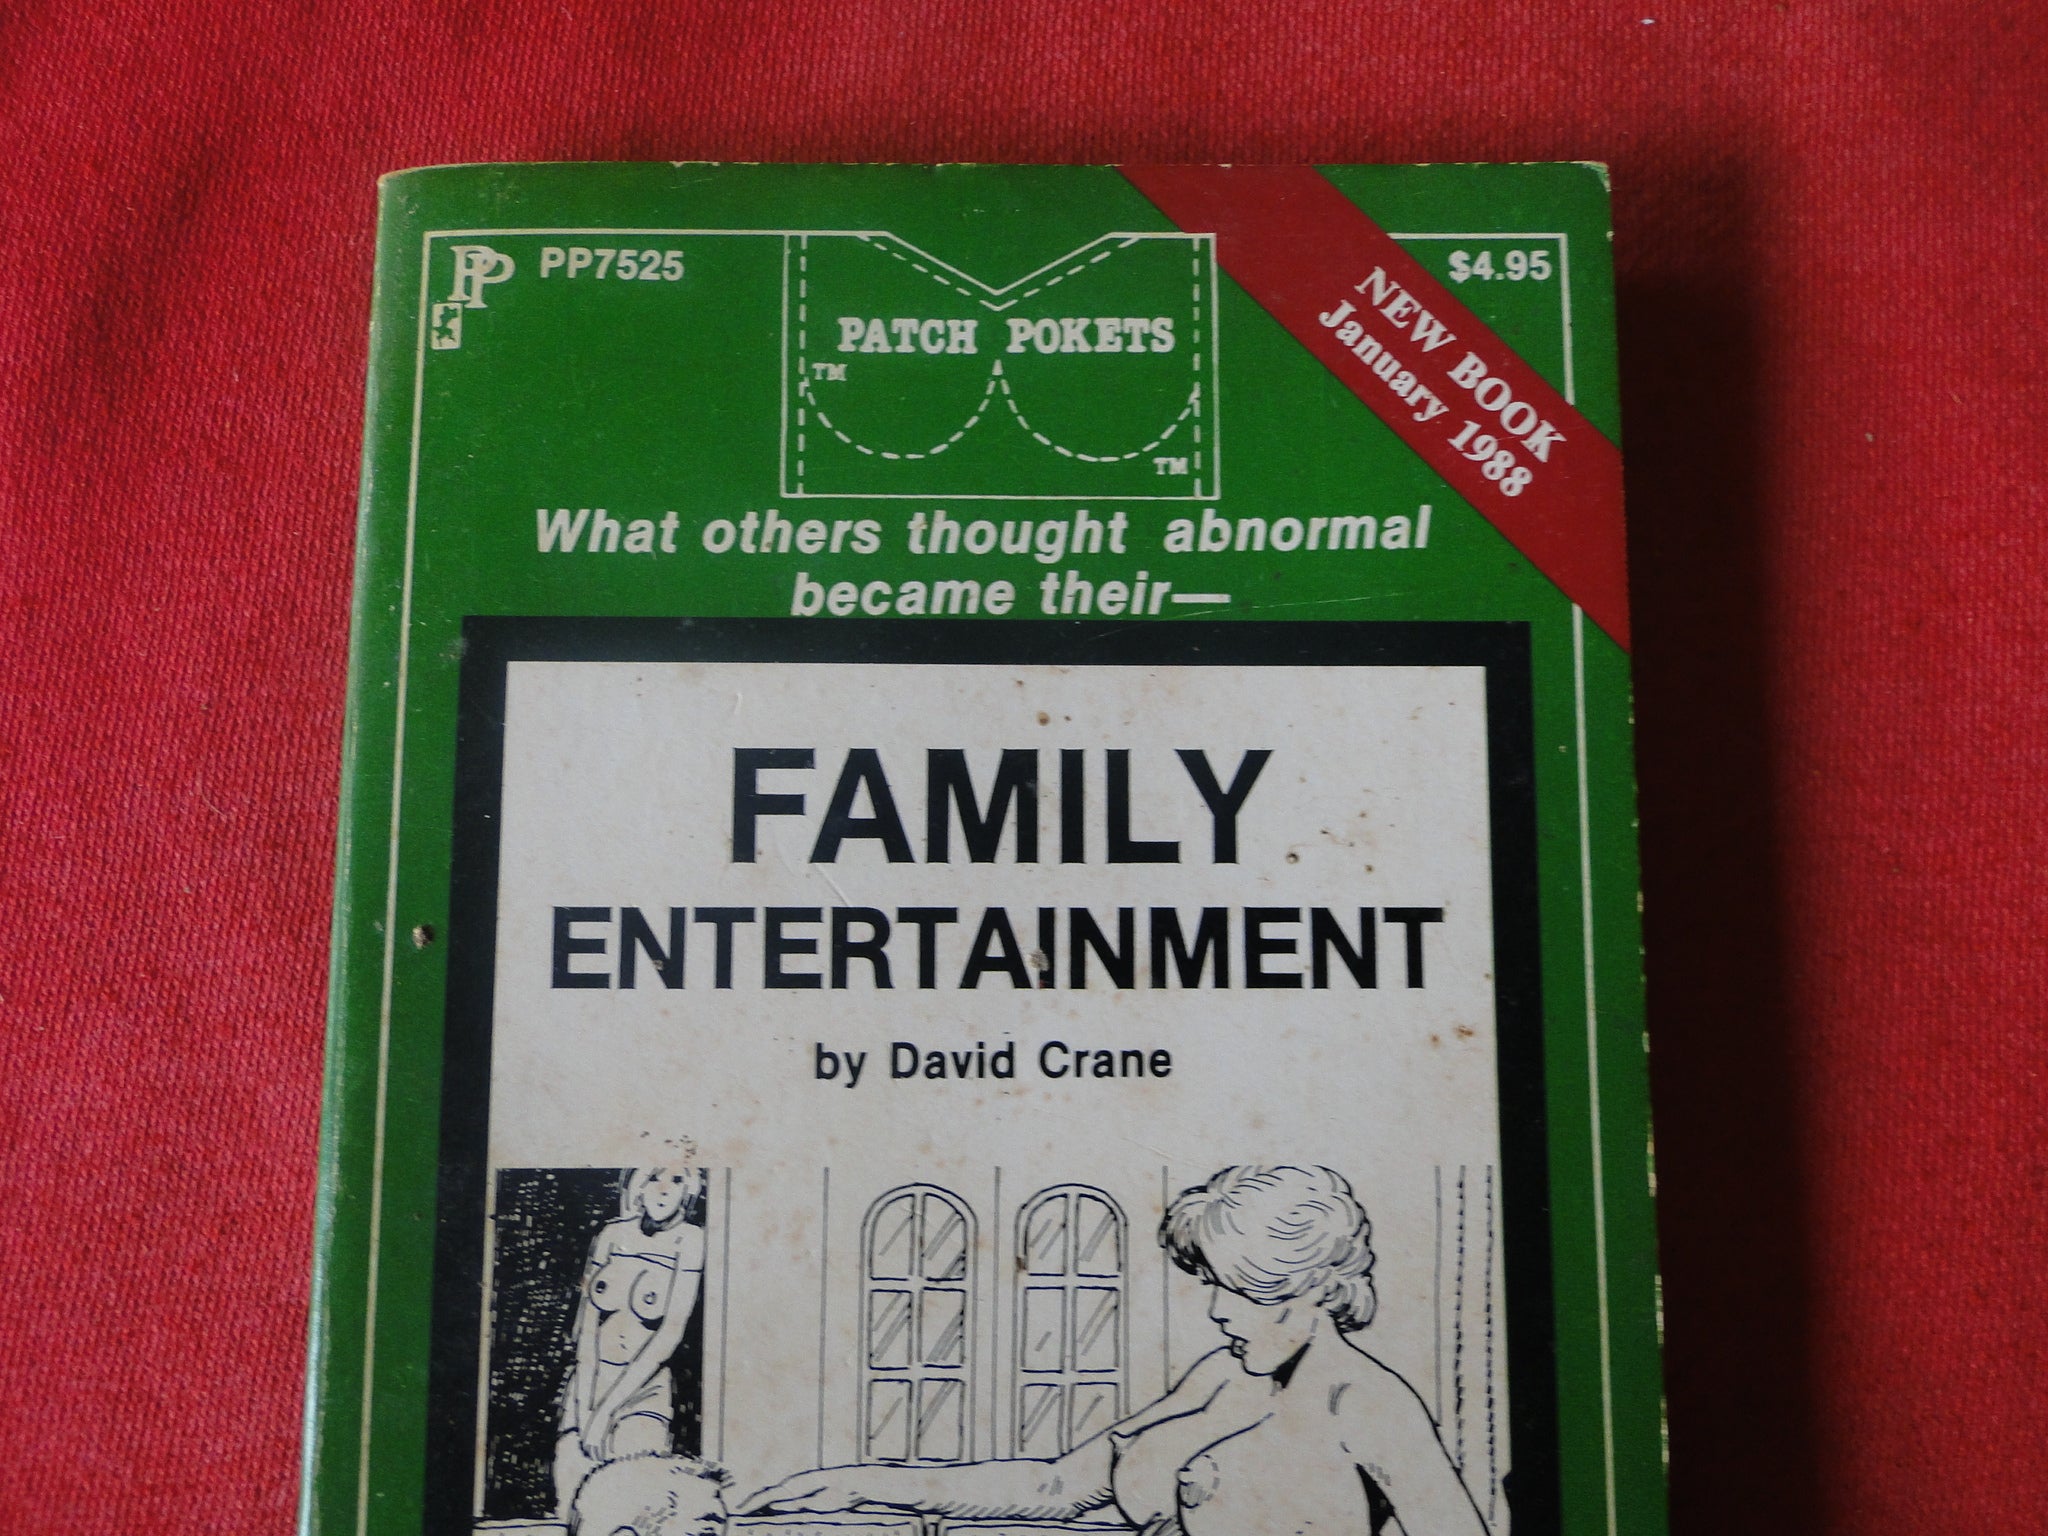 PP PP7525
$4.95
NEW BOOK
January 1988
PATCH POKETS
TM
TM
What others thought abnormal
became their—
FAMILY
ENTERTAINMENT
by David Crane